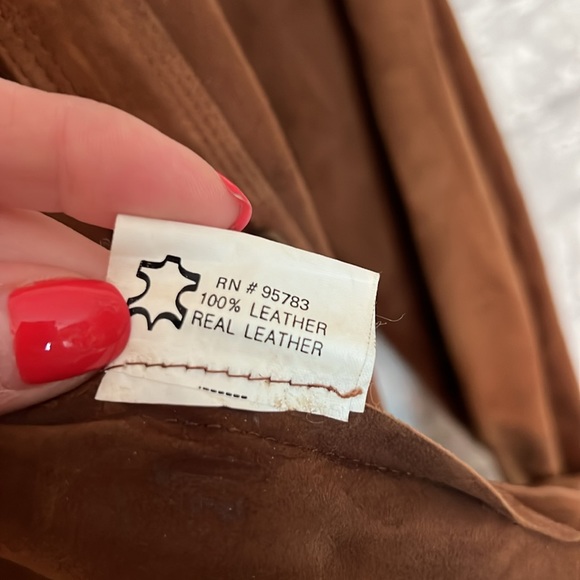 RN # 95783
100% LEATHER
REAL LEATHER